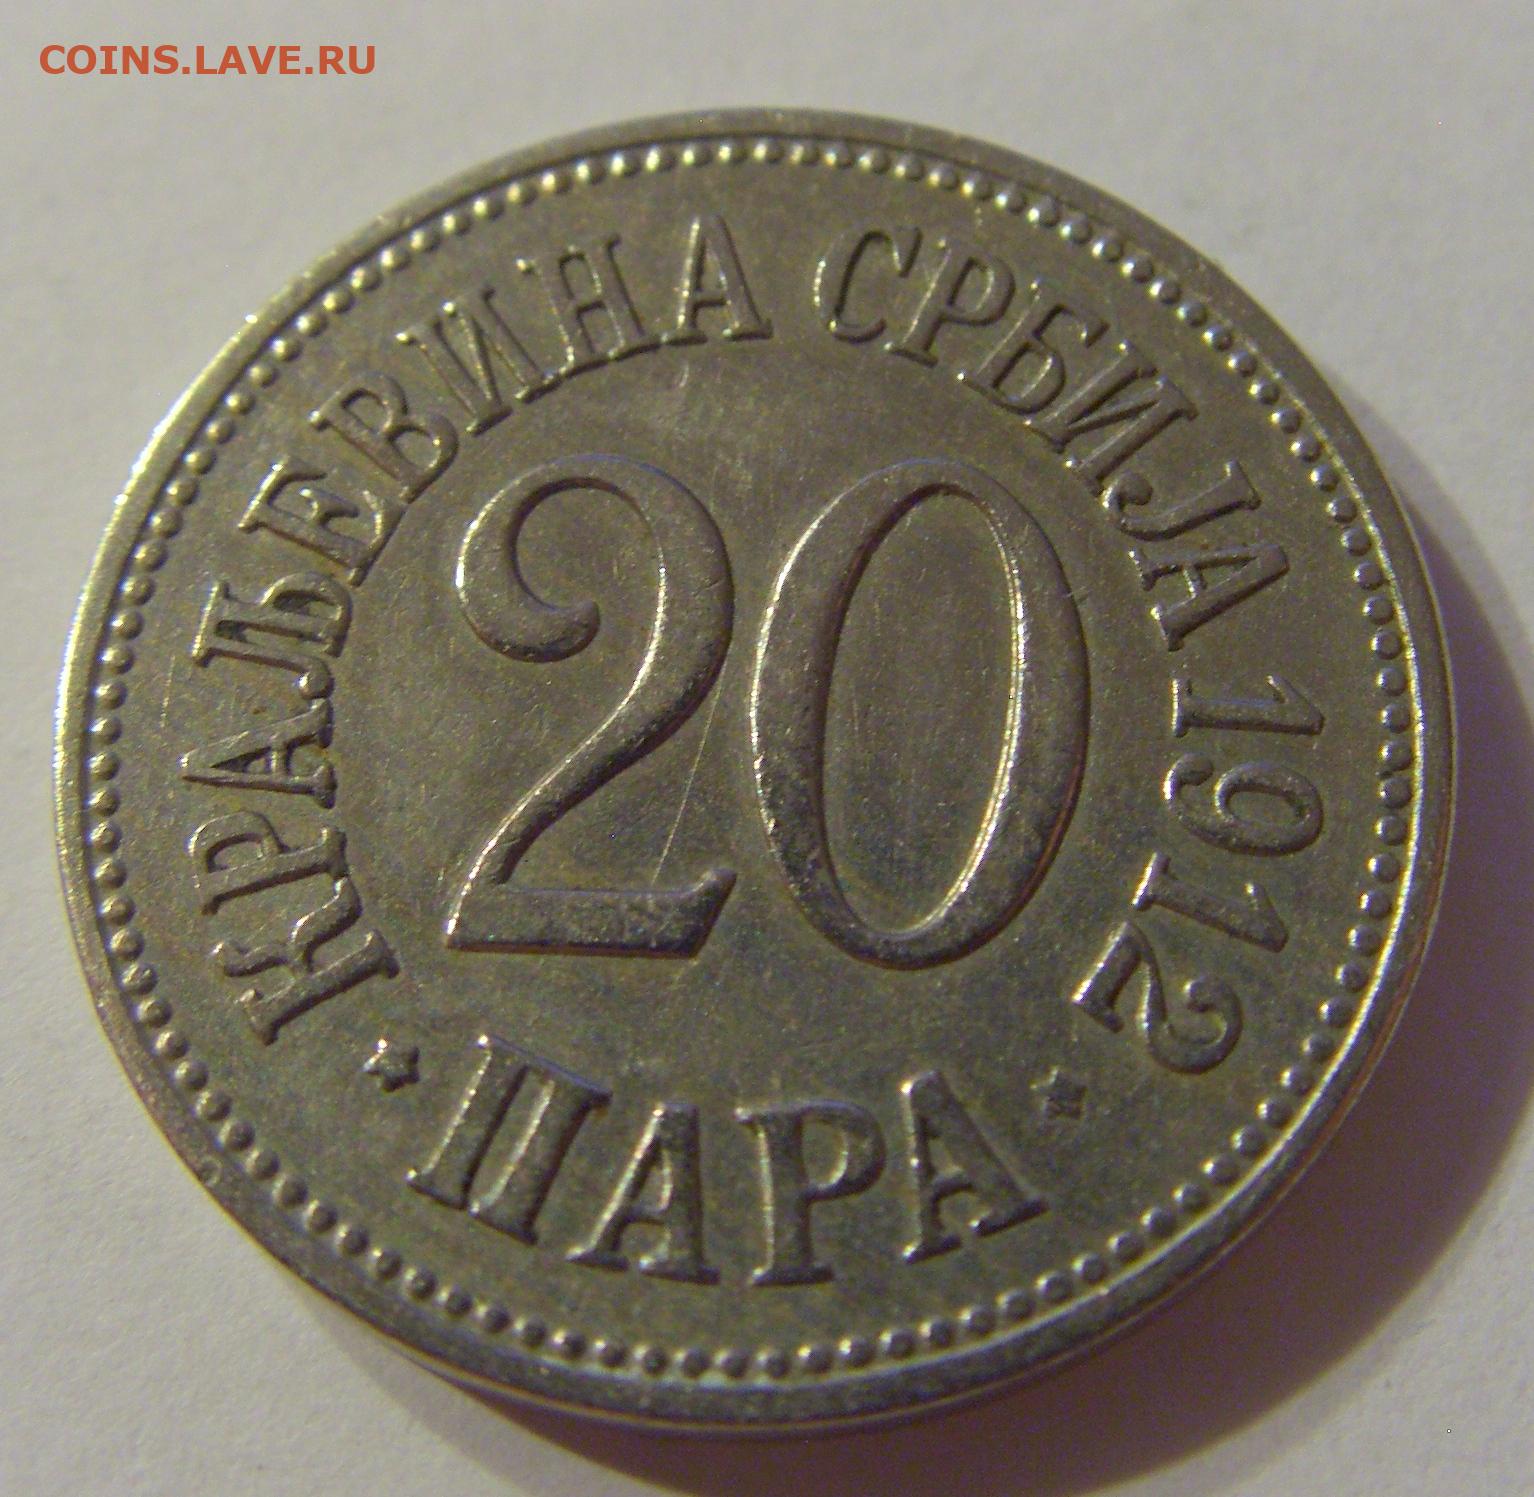 COINS.LAVE.RU
КРАЉЕВИНА СРБИЈА 1912
20
ПАРА